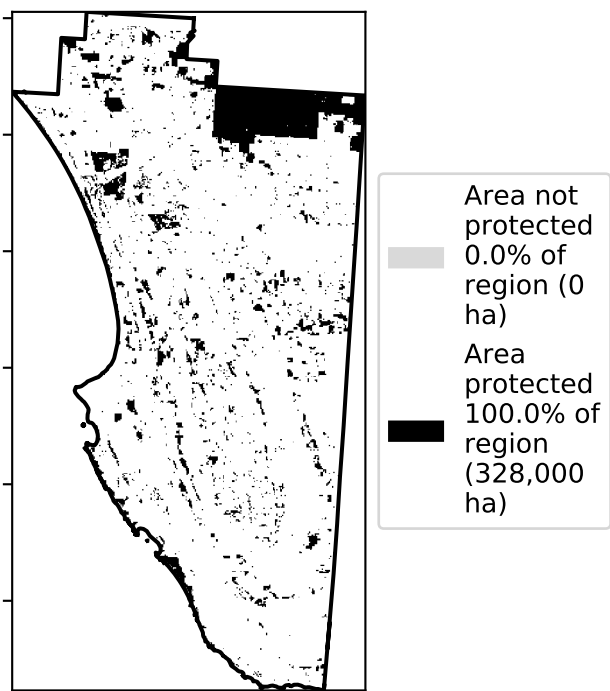 Area not
protected
0.0% of
region (0
ha)
Area
protected
100.0% of
region
(328,000
ha)